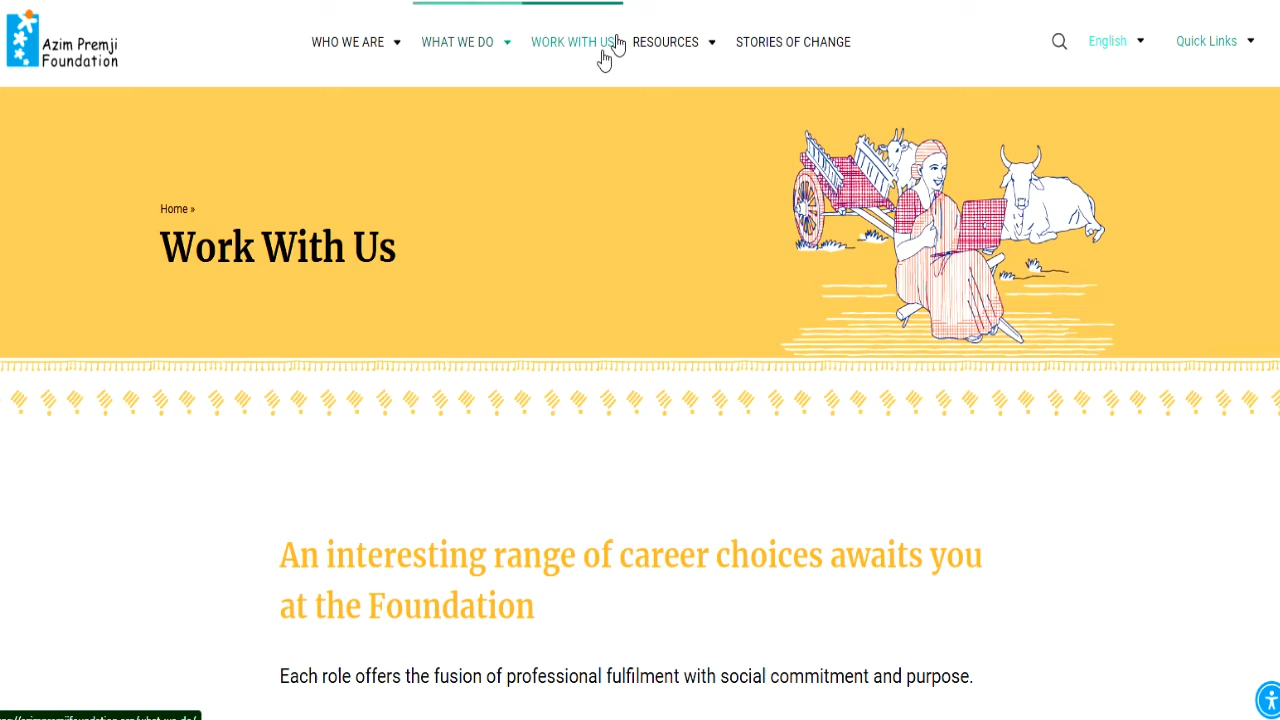 Azim Premji
Foundation
WHO WE ARE
WHAT WE DO
WORK WITH US
RESOURCES
STORIES OF CHANGE
English
Quick Links
Home »
Work With Us
An interesting range of career choices awaits you
at the Foundation
Each role offers the fusion of professional fulfilment with social commitment and purpose.